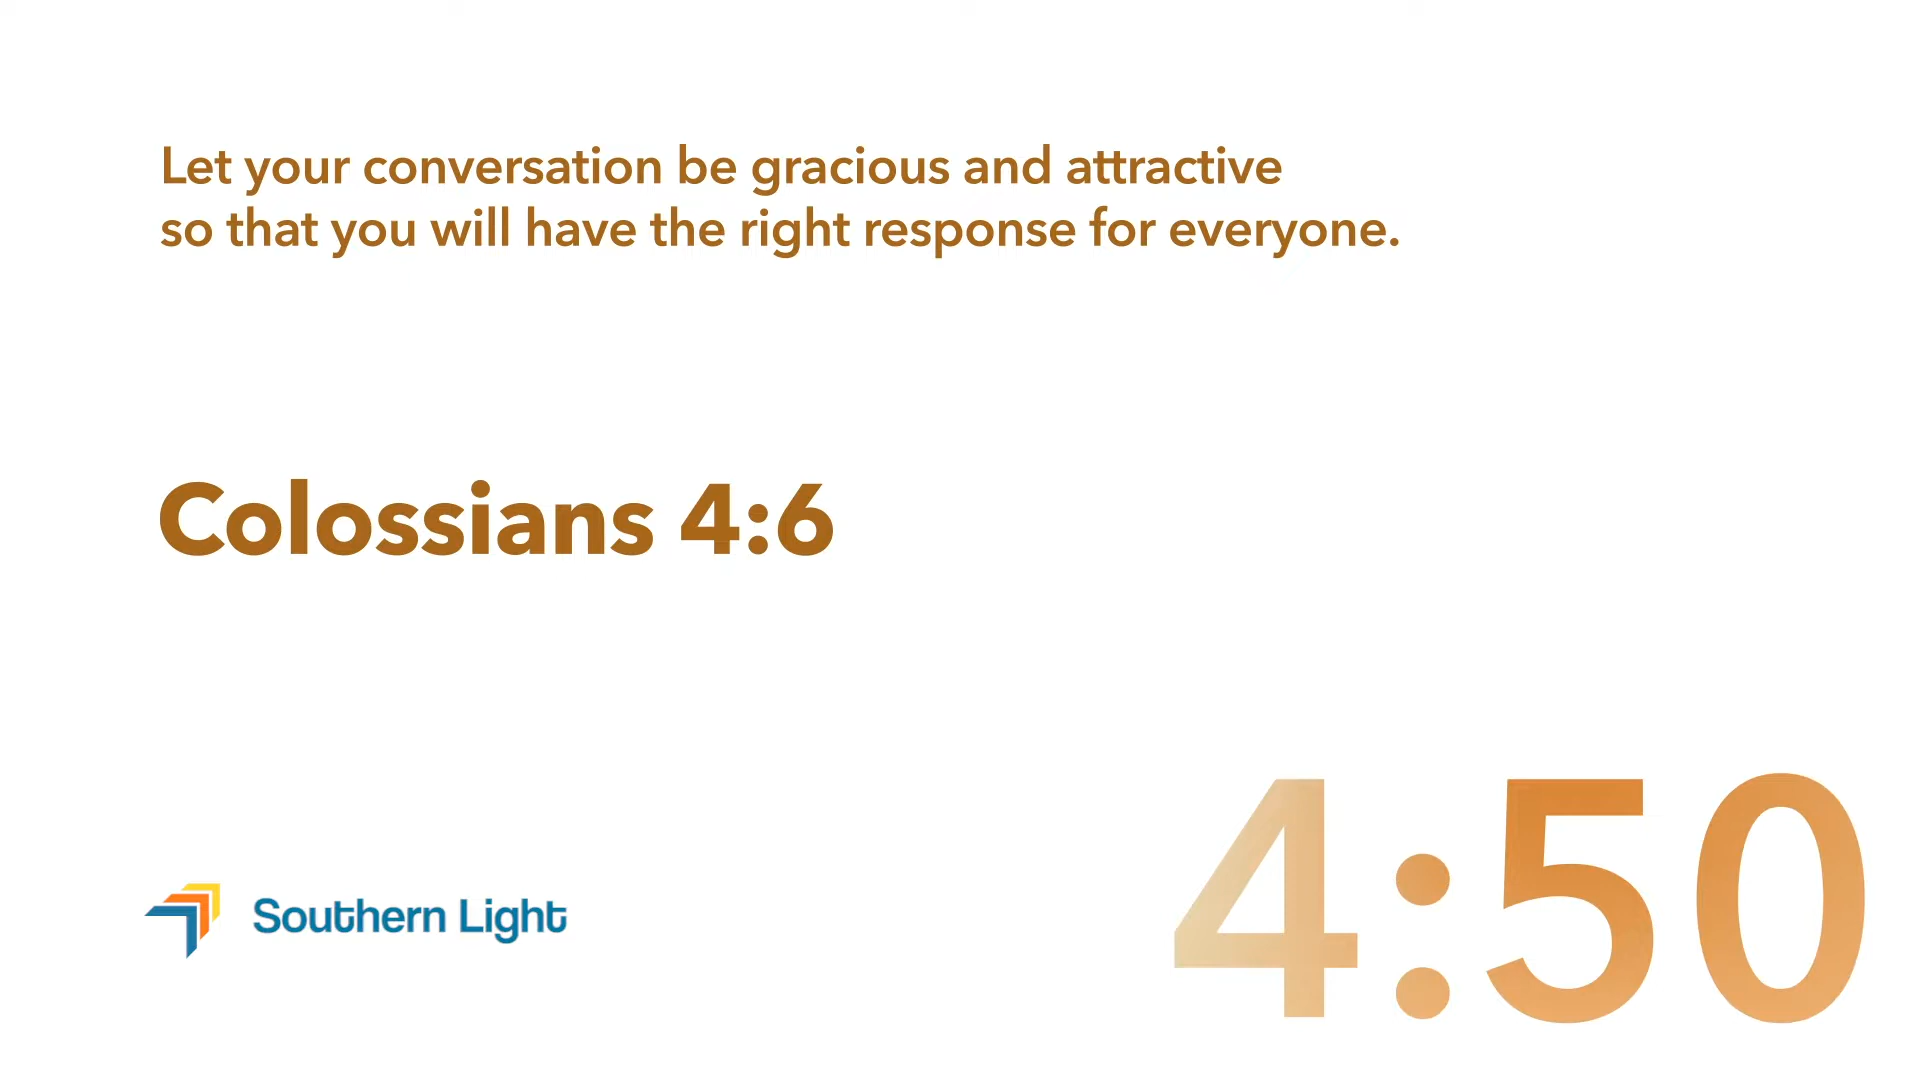 Let your conversation be gracious and attractive
so that you will have the right response for everyone.
Colossians 4:6
Southern Light
4:50